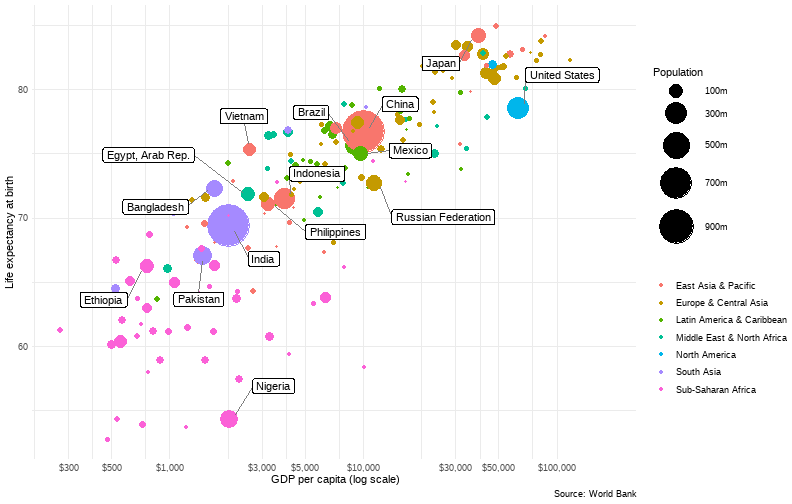 Life expectancy at birth
80
70
60
Japan
United States
Vietnam
Brazil
China
Egypt, Arab Rep.
Mexico
Indonesia
Bangladesh
Russian Federation
Philippines
India
Ethiopia
Pakistan
Nigeria
$300
$500
$1,000
$3,000
$5,000
$10,000
$30,000
$50,000
$100,000
GDP per capita (log scale)
Population
100m
300m
500m
700m
900m
East Asia & Pacific
Europe & Central Asia
Latin America & Caribbean
Middle East & North Africa
North America
South Asia
Sub-Saharan Africa
Source: World Bank